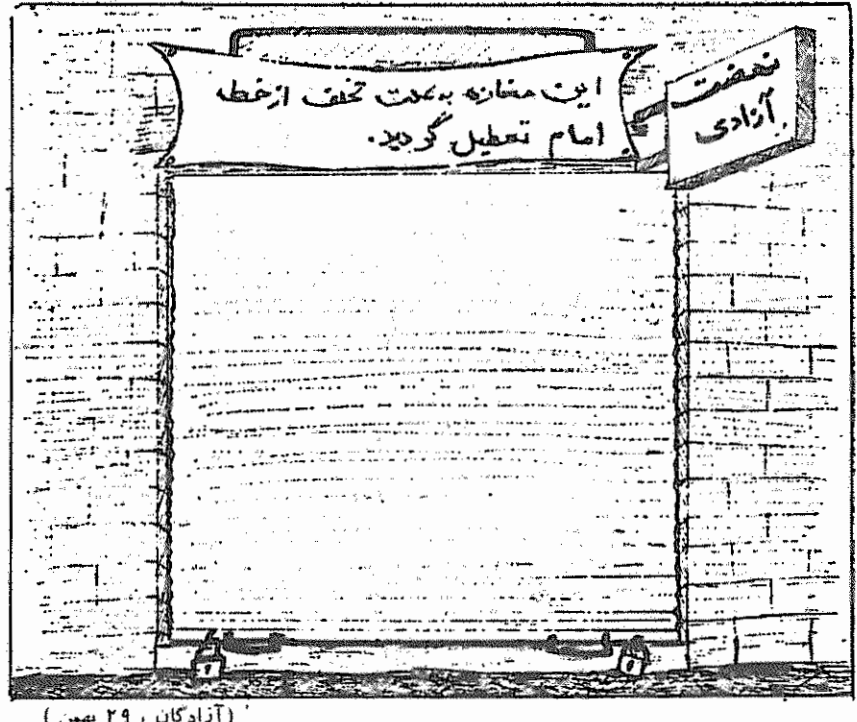 این مغازه به علت تخلف از خط
امام تعطیل گردید.
نهضت
آزادی
(آزادگان ، ۲۹ بهمن)